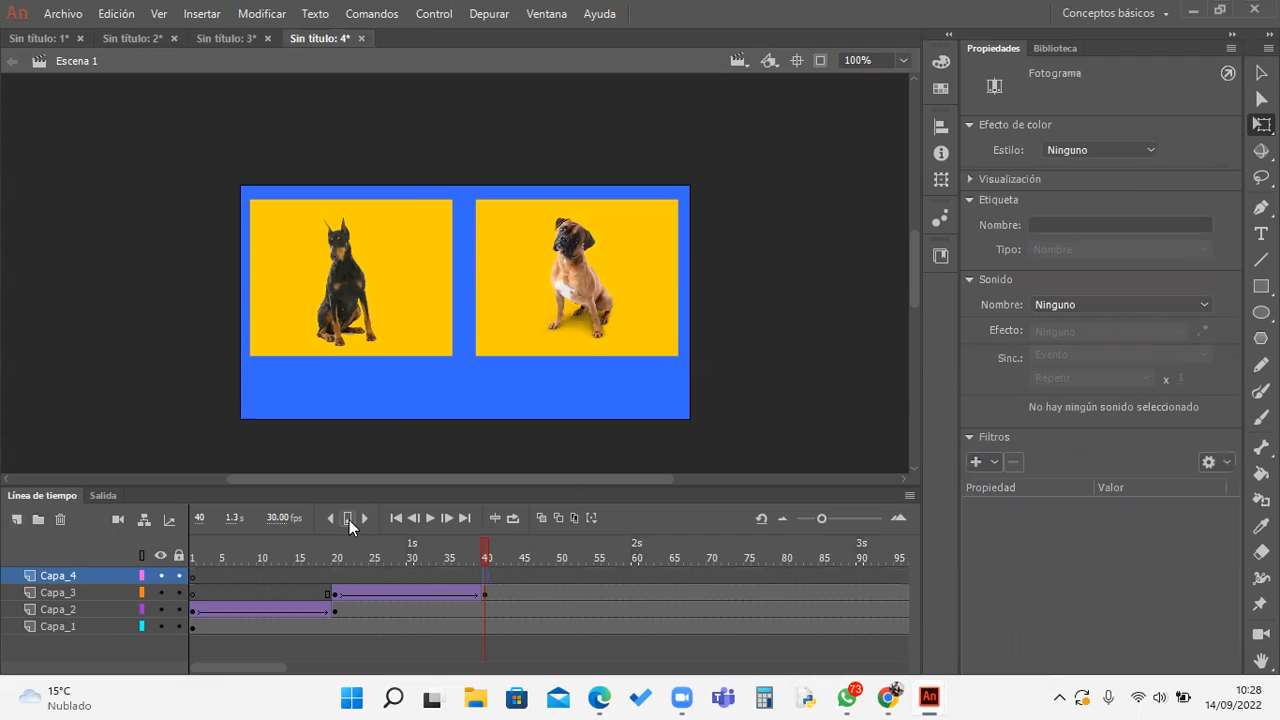 An Archivo Edición Ver Insertar Modificar Texto Comandos Control Depurar Ventana Ayuda Conceptos básicos
Sin título: 1* Sin título: 2* Sin título: 3* Sin título: 4*
Escena 1 100%
Propiedades Biblioteca
Fotograma
Efecto de color
Estilo: Ninguno
Visualización
Etiqueta
Nombre:
Tipo: Nombre
Sonido
Nombre: Ninguno
Efecto: Ninguno
Sinc.: Evento
Repetir x 1
No hay ningún sonido seleccionado
Filtros
Propiedad Valor
Línea de tiempo Salida
40 1.3 s 30.00 fps
1s 2s 3s
1 5 10 15 20 25 30 35 40 45 50 55 60 65 70 75 80 85 90 95
Capa_4
Capa_3
Capa_2
Capa_1
15°C
Nublado
73
An
10:28
14/09/2022